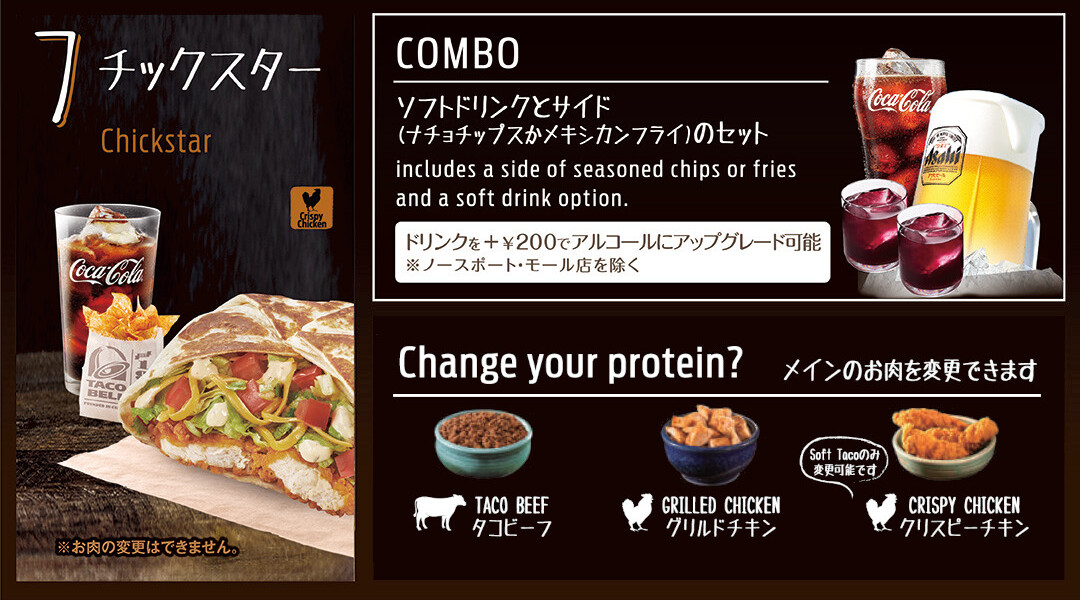 7 チックスター
Chickstar
Crispy
Chicken
Coca-Cola
TACO
BELL
※お肉の変更はできません。
COMBO
ソフトドリンクとサイド
(ナチョチップスかメキシカンフライ)のセット
includes a side of seasoned chips or fries
and a soft drink option.
ドリンクを+¥200でアルコールにアップグレード可能
※ノースポート・モール店を除く
Coca-Cola
Asahi
Change your protein? メインのお肉を変更できます
Soft Tacoのみ
変更可能です
TACO BEEF
タコビーフ
GRILLED CHICKEN
グリルドチキン
CRISPY CHICKEN
クリスピーチキン